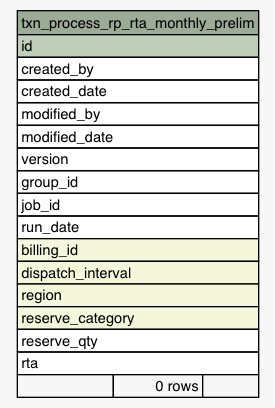 txn_process_rp_rta_monthly_prelim
id
created_by
created_date
modified_by
modified_date
version
group_id
job_id
run_date
billing_id
dispatch_interval
region
reserve_category
reserve_qty
rta
0 rows